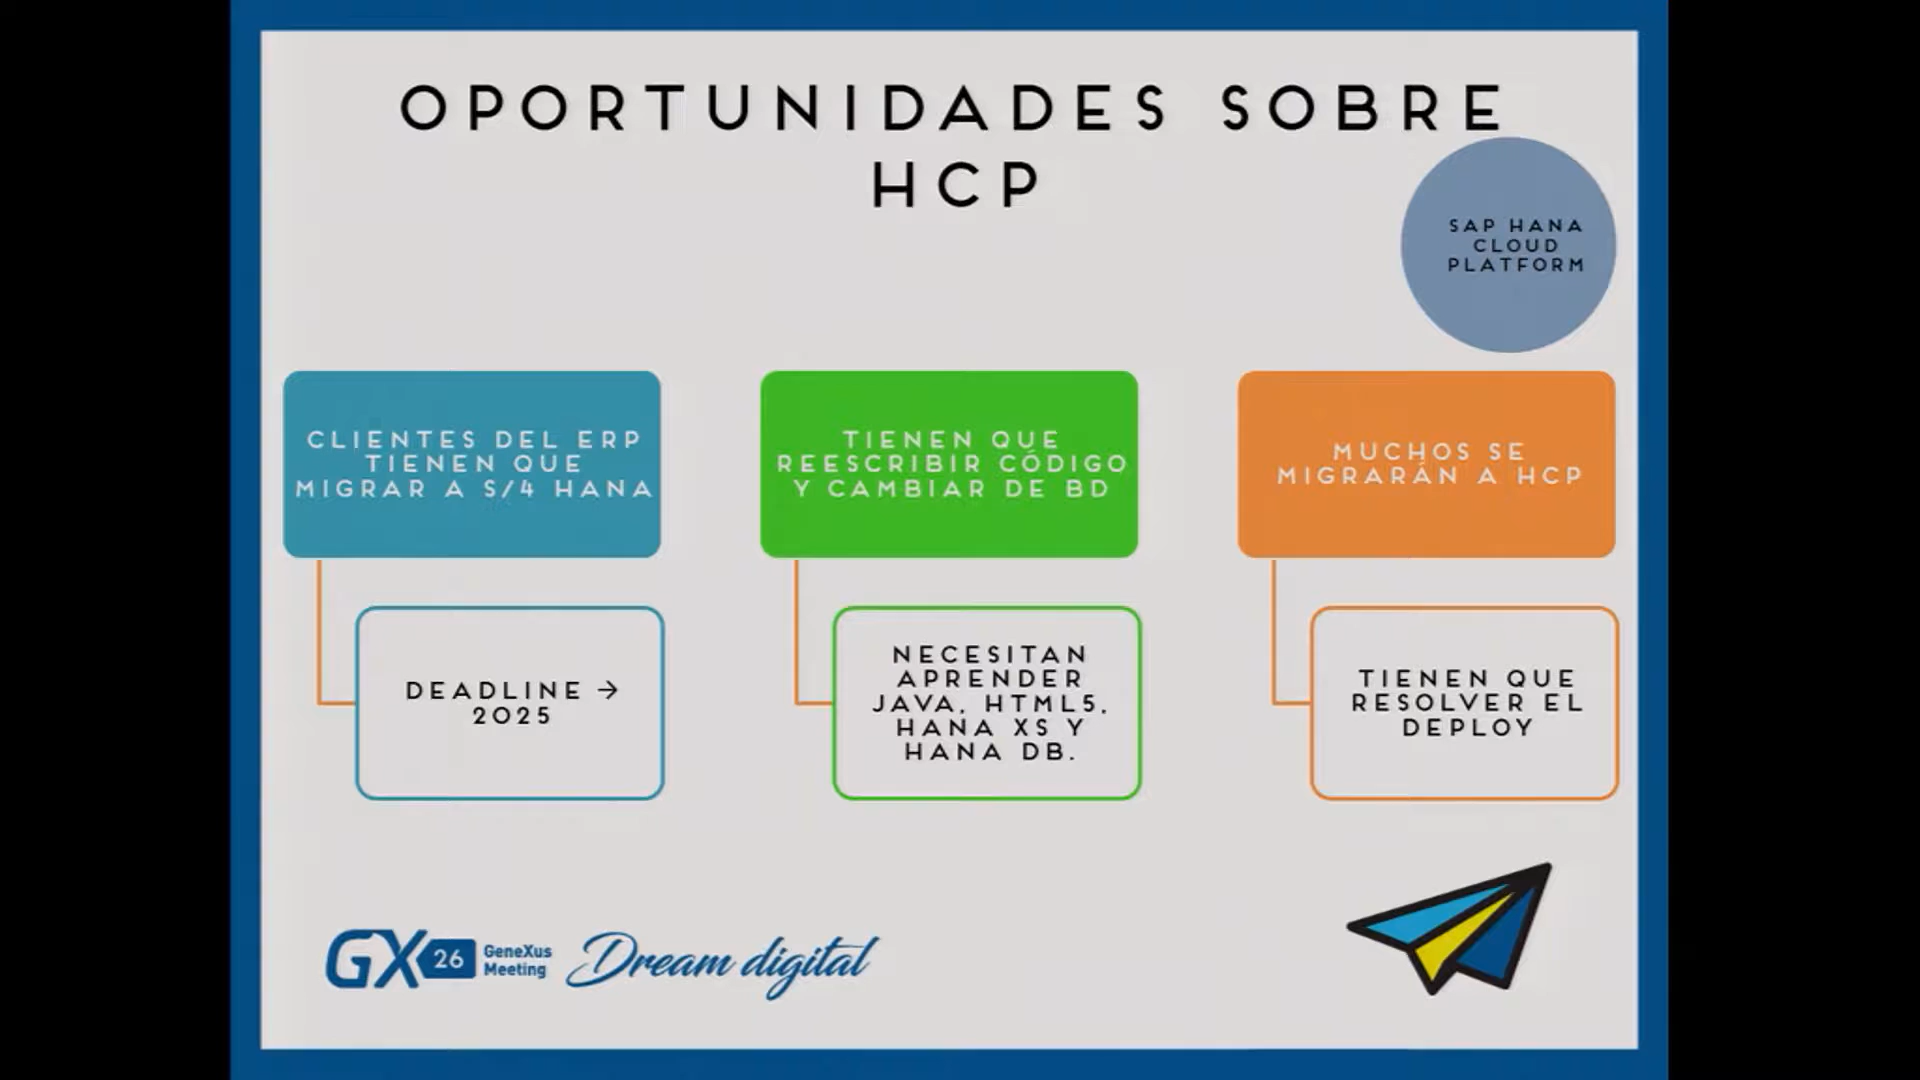 OPORTUNIDADES SOBRE
HCP
SAP HANA
CLOUD
PLATFORM
CLIENTES DEL ERP
TIENEN QUE
MIGRAR A S/4 HANA
DEADLINE →
2025
TIENEN QUE
REESCRIBIR CÓDIGO
Y CAMBIAR DE BD
NECESITAN
APRENDER
JAVA, HTML5,
HANA XS Y
HANA DB.
MUCHOS SE
MIGRARÁN A HCP
TIENEN QUE
RESOLVER EL
DEPLOY
GX 26 GeneXus
Meeting
Dream digital